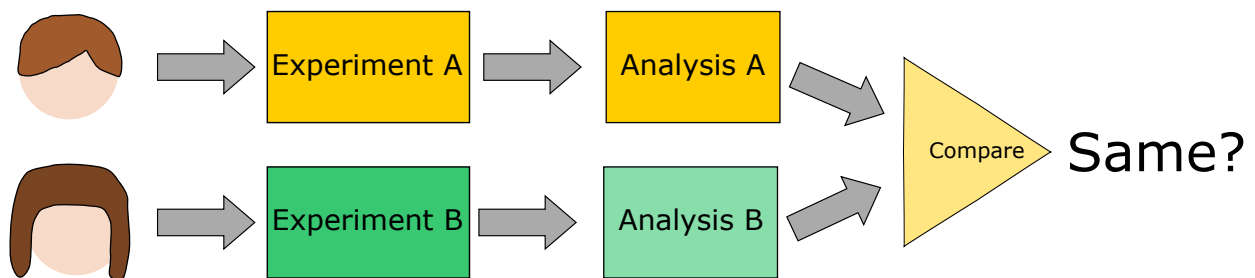 Experiment A
Analysis A
Compare
Same?
Experiment B
Analysis B